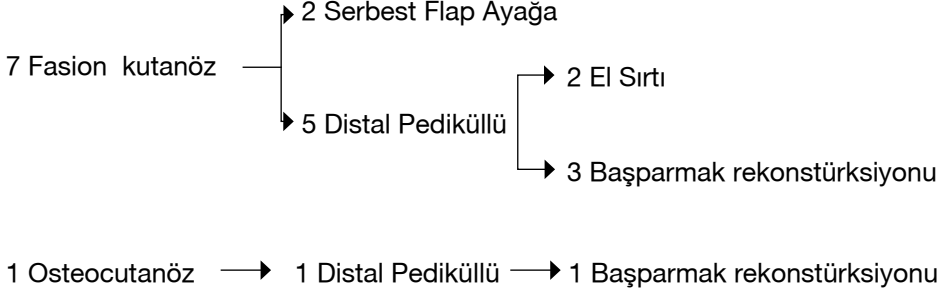 2 Serbest Flap Ayağa
7 Fasion kutanöz
2 El Sırtı
5 Distal Pediküllü
3 Başparmak rekonstürksiyonu
1 Osteocutanöz 1 Distal Pediküllü 1 Başparmak rekonstürksiyonu